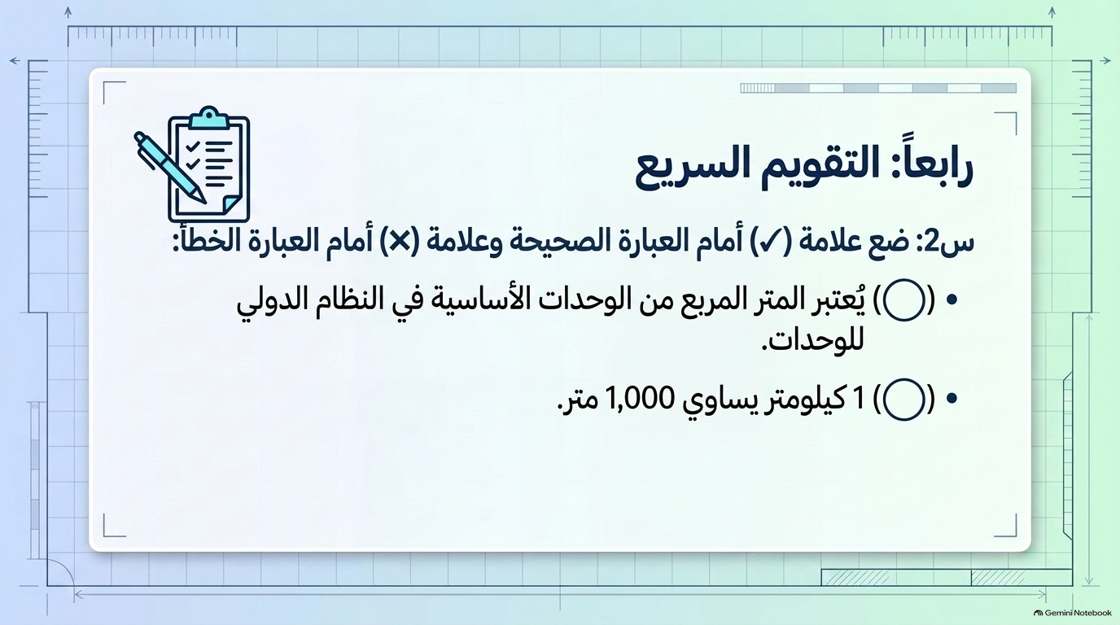 رابعاً: التقويم السريع
س2: ضع علامة (✓) أمام العبارة الصحيحة وعلامة (✗) أمام العبارة الخطأ:
• (◯) يُعتبر المتر المربع من الوحدات الأساسية في النظام الدولي
للوحدات.
• (◯) 1 كيلومتر يساوي 1,000 متر.
Gemini Notebook